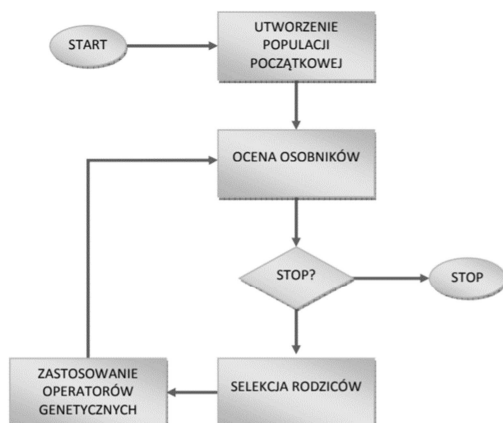 START
UTWORZENIE
POPULACJI
POCZĄTKOWEJ
OCENA OSOBNIKÓW
STOP?
STOP
SELEKCJA RODZICÓW
ZASTOSOWANIE
OPERATORÓW
GENETYCZNYCH